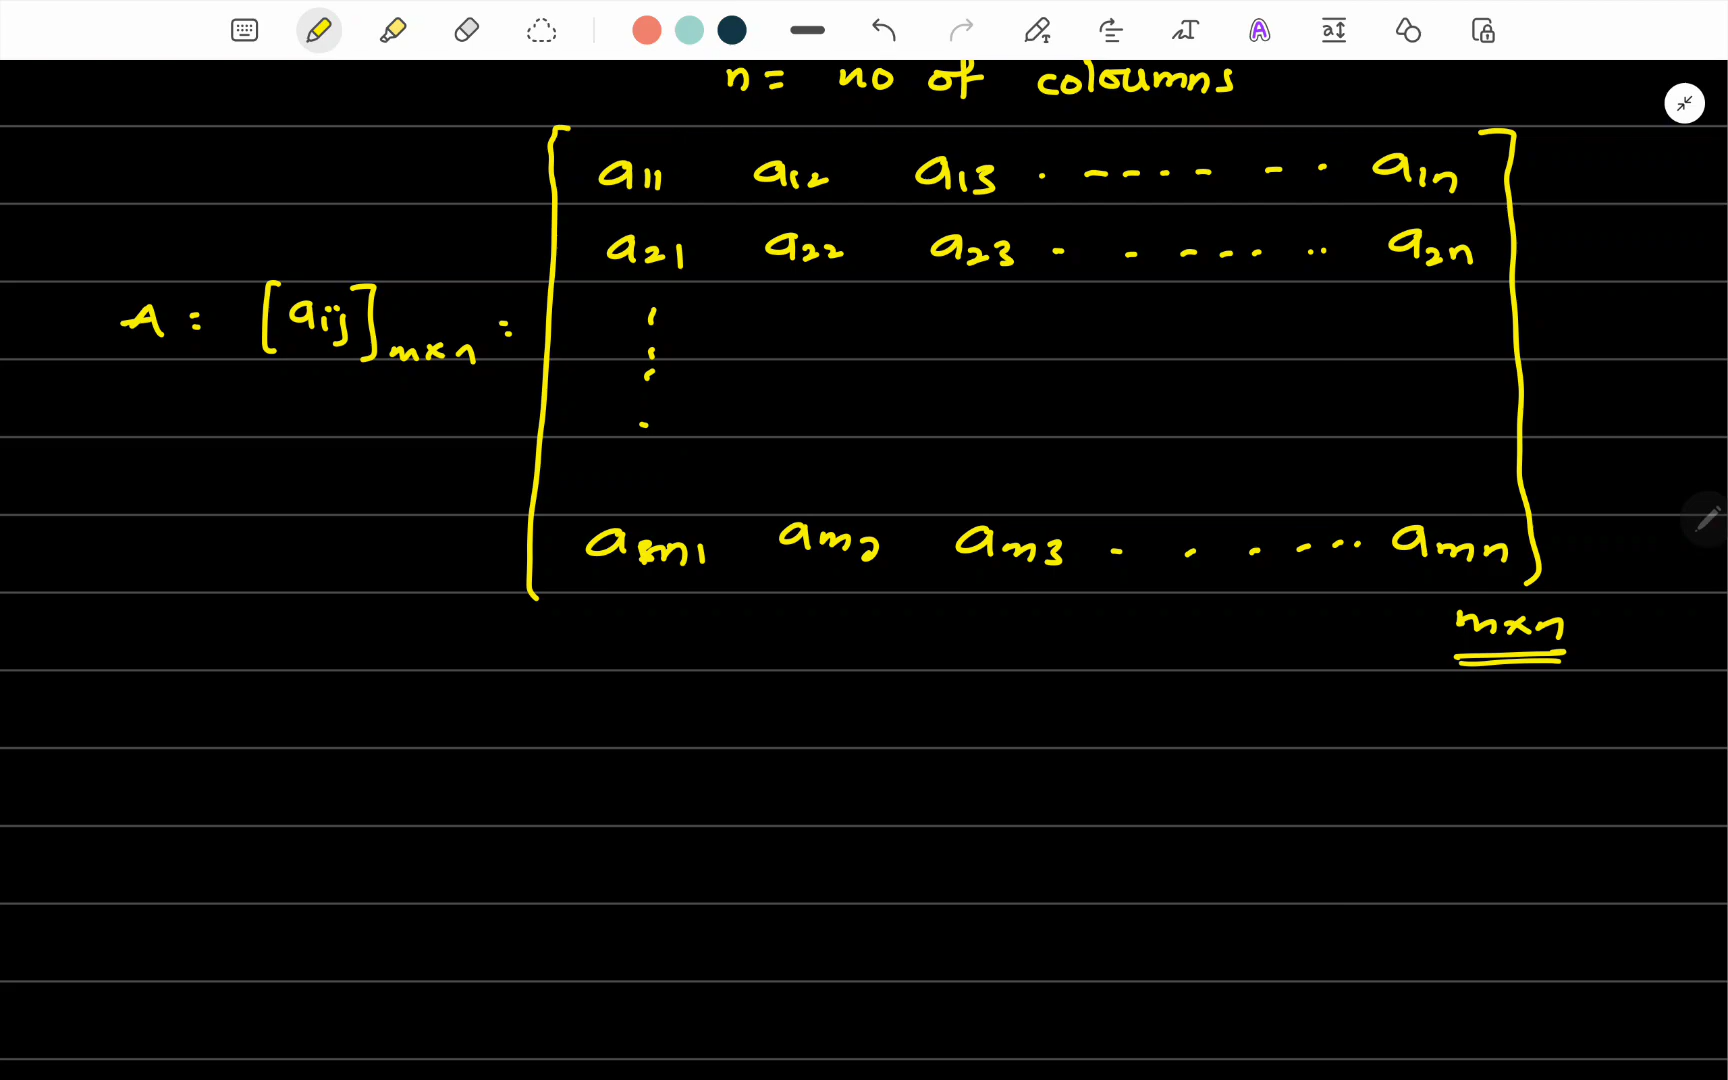 n = no of coloumns
a11 a12 a13 . - - - - - - . a1n
a21 a22 a23 - - - - - - . . a2n
A = [aij]m×n =
am1 am2 am3 - . - - - . . amn
m×n